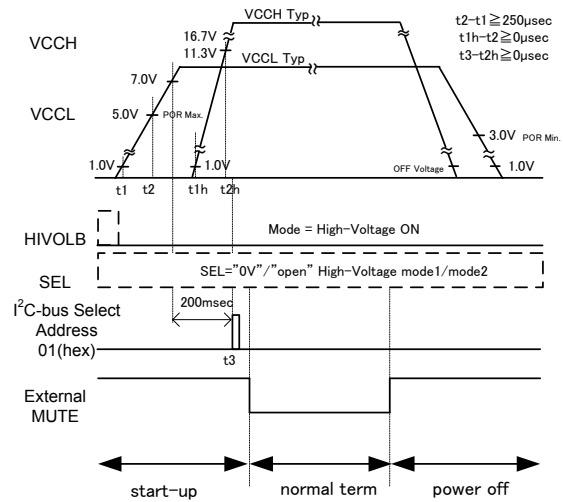 VCCH
VCCL
16.7V
11.3V
7.0V
5.0V
POR Max.
1.0V
VCCH Typ
VCCL Typ
t2-t1≧250μsec
t1h-t2≧0μsec
t3-t2h≧0μsec
1.0V
OFF Voltage
3.0V POR Min.
1.0V
t1
t2
t1h
t2h
HIVOLB
Mode = High-Voltage ON
SEL
SEL="0V"/"open" High-Voltage mode1/mode2
I²C-bus Select
Address
01(hex)
200msec
t3
External
MUTE
start-up
normal term
power off